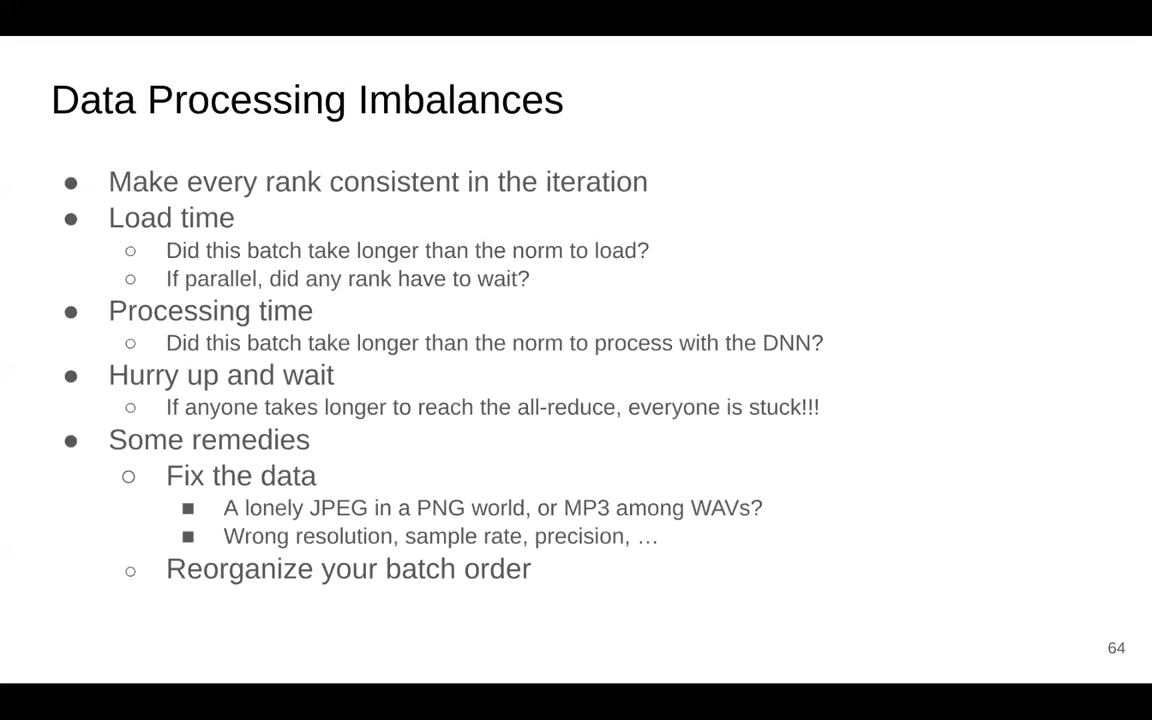 Data Processing Imbalances
● Make every rank consistent in the iteration
● Load time
○ Did this batch take longer than the norm to load?
○ If parallel, did any rank have to wait?
● Processing time
○ Did this batch take longer than the norm to process with the DNN?
● Hurry up and wait
○ If anyone takes longer to reach the all-reduce, everyone is stuck!!!
● Some remedies
○ Fix the data
■ A lonely JPEG in a PNG world, or MP3 among WAVs?
■ Wrong resolution, sample rate, precision, …
○ Reorganize your batch order
64